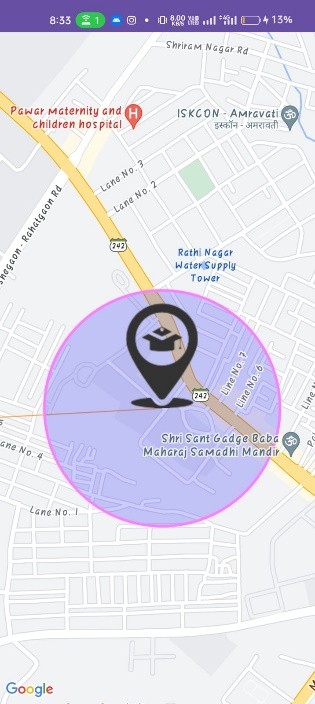 8:33 1 8.00 KB/S 13%
Shriram Nagar Rd
Pawar maternity and
children hospital
ISKCON - Amravati
इस्कॉन - अमरावती
Lane No. 3
Lane No. 2
Rahatgaon Rd
242
Rathi Nagar
Water Supply
Tower
Lane No. 7
Lane No. 6
242
Shri Sant Gadge Baba
Maharaj Samadhi Mandir
Lane No. 4
Lane No. 1
Google